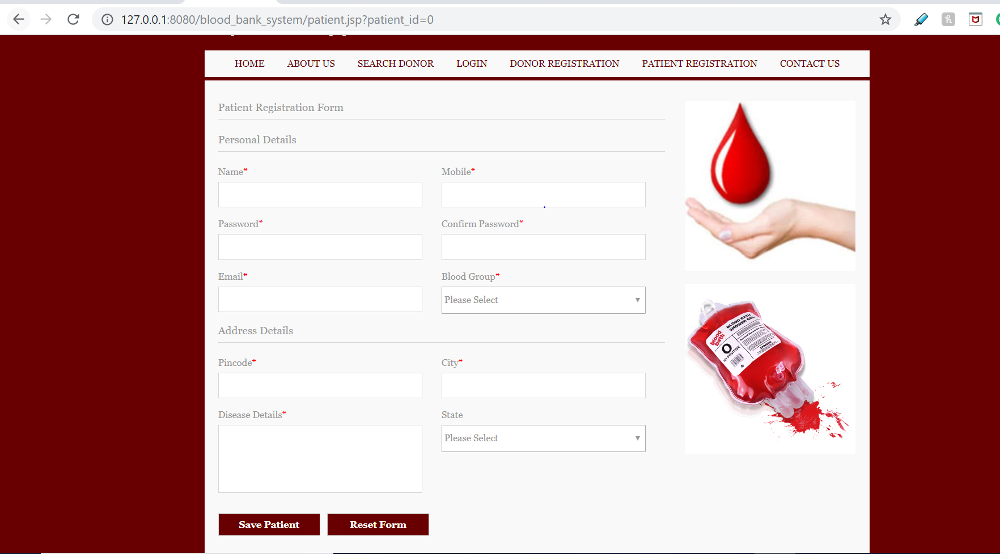 127.0.0.1:8080/blood_bank_system/patient.jsp?patient_id=0
HOME ABOUT US SEARCH DONOR LOGIN DONOR REGISTRATION PATIENT REGISTRATION CONTACT US
Patient Registration Form
Personal Details
Name* Mobile*
Password* Confirm Password*
Email* Blood Group*
Please Select
Address Details
Pincode* City*
Disease Details* State
Please Select
Save Patient Reset Form
blood bath
BLOOD BATH
SHOWER GEL
O
POSITIVE